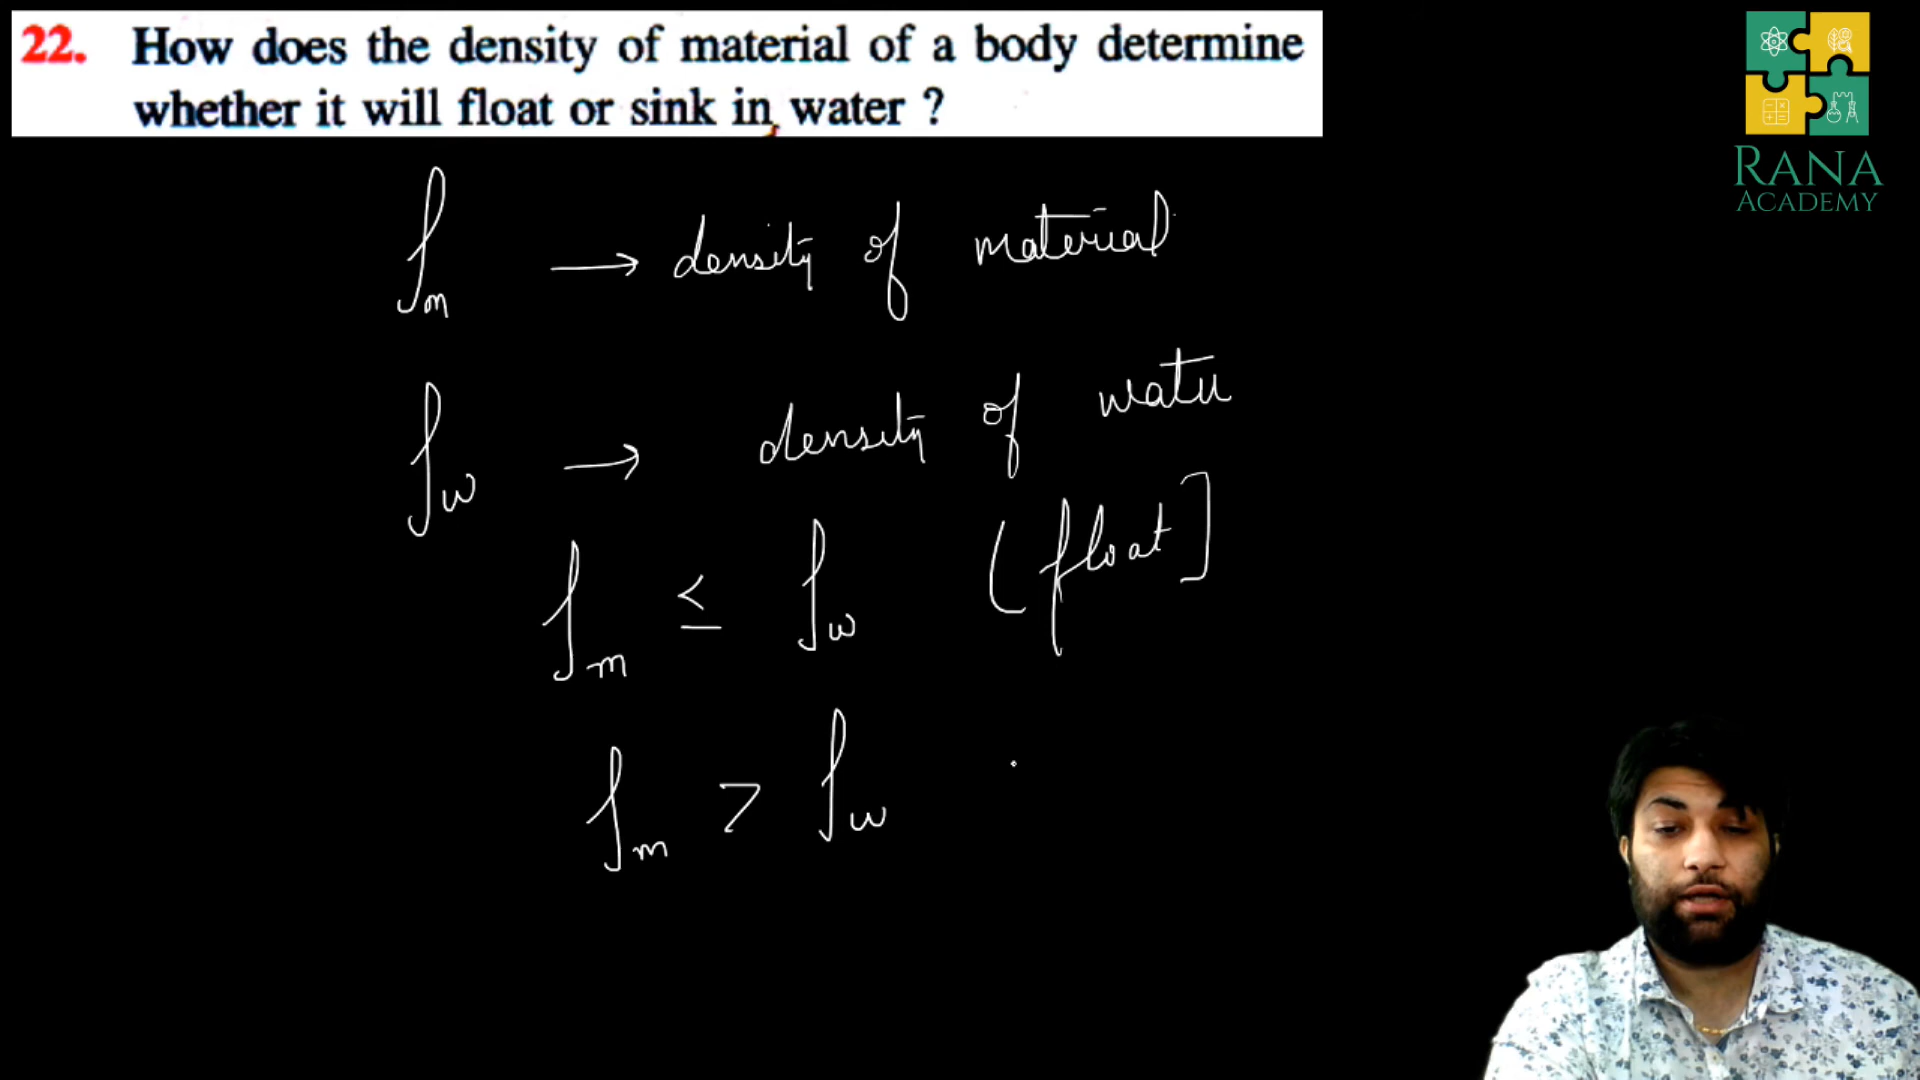 22. How does the density of material of a body determine
whether it will float or sink in water ?
RANA
ACADEMY
ρm → density of material
ρw → density of water
ρm ≤ ρw (float]
ρm > ρw